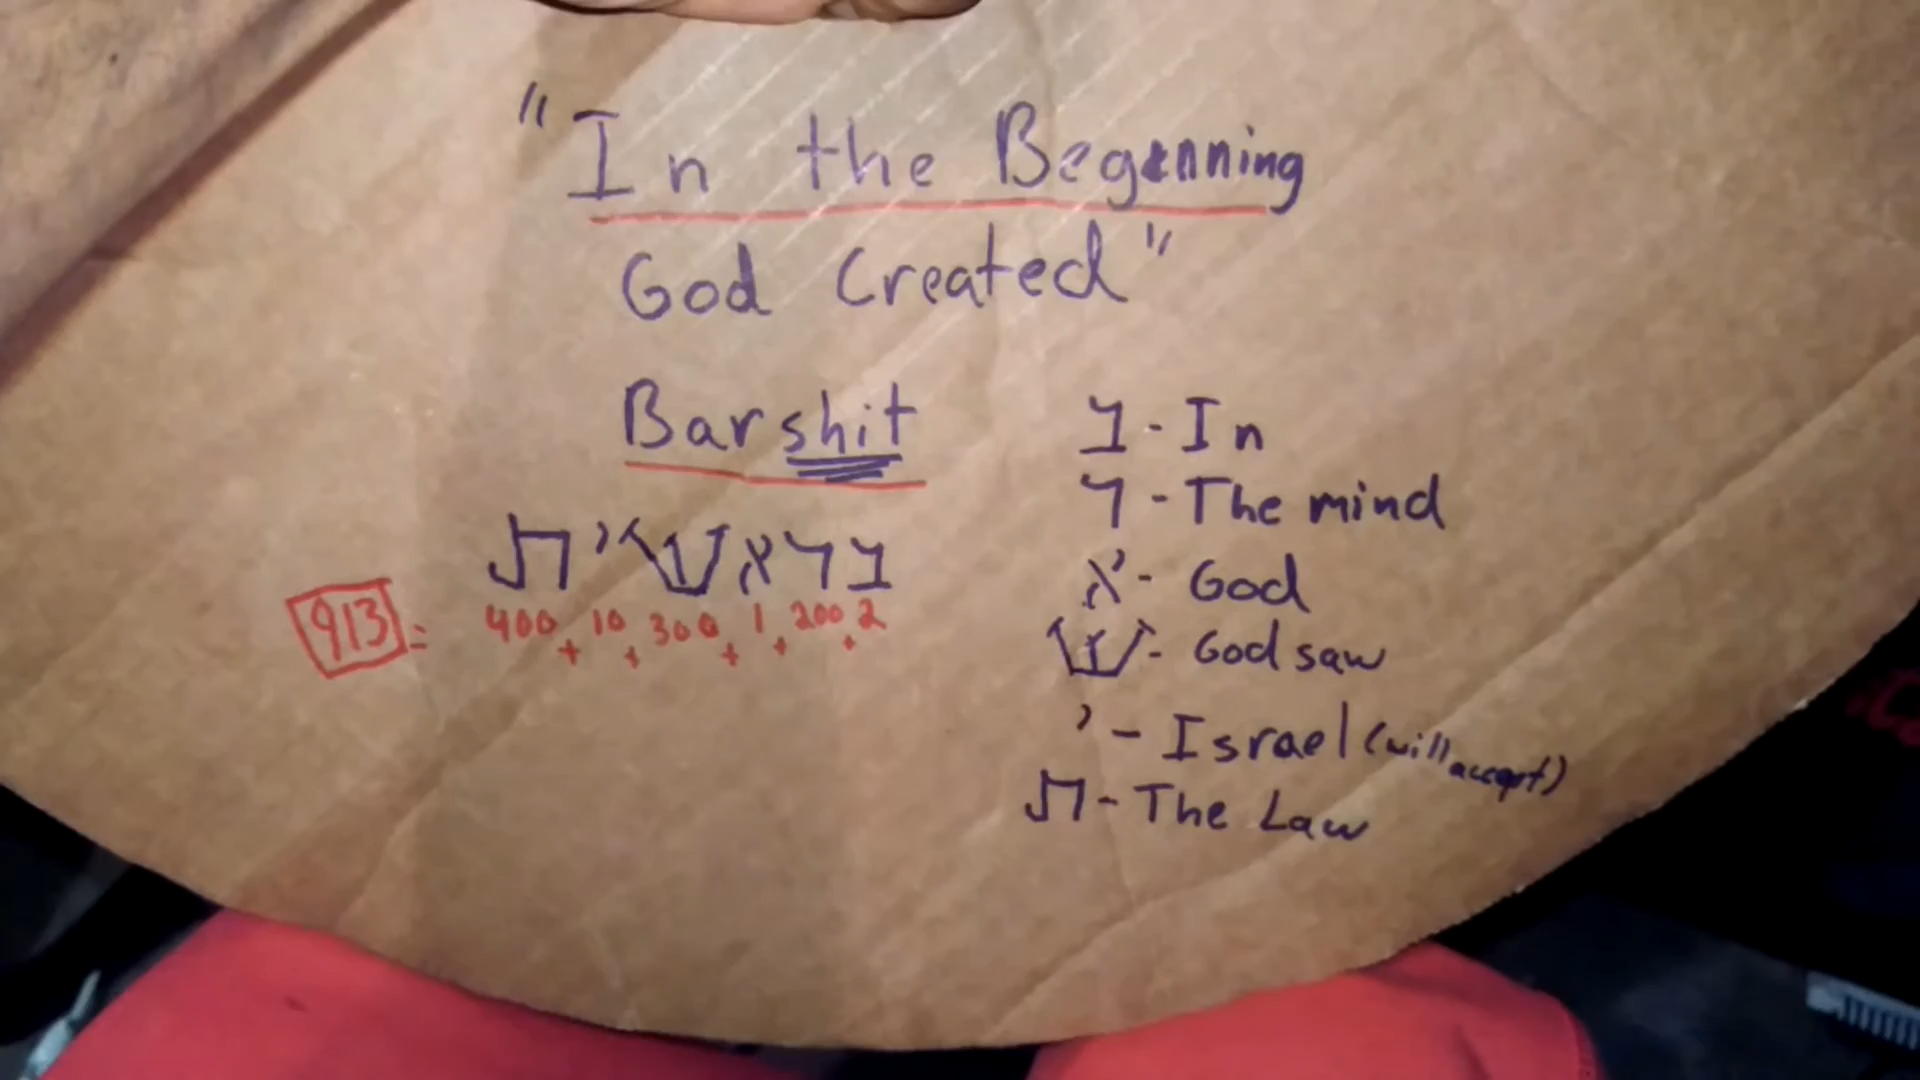 "In the Beginning
God Created"
Barshit
בראשית
913 = 400 + 10 + 300 + 1 + 200 + 2
ב - In
ר - The mind
א - God
ש - God saw
י - Israel (will accept)
ת - The Law